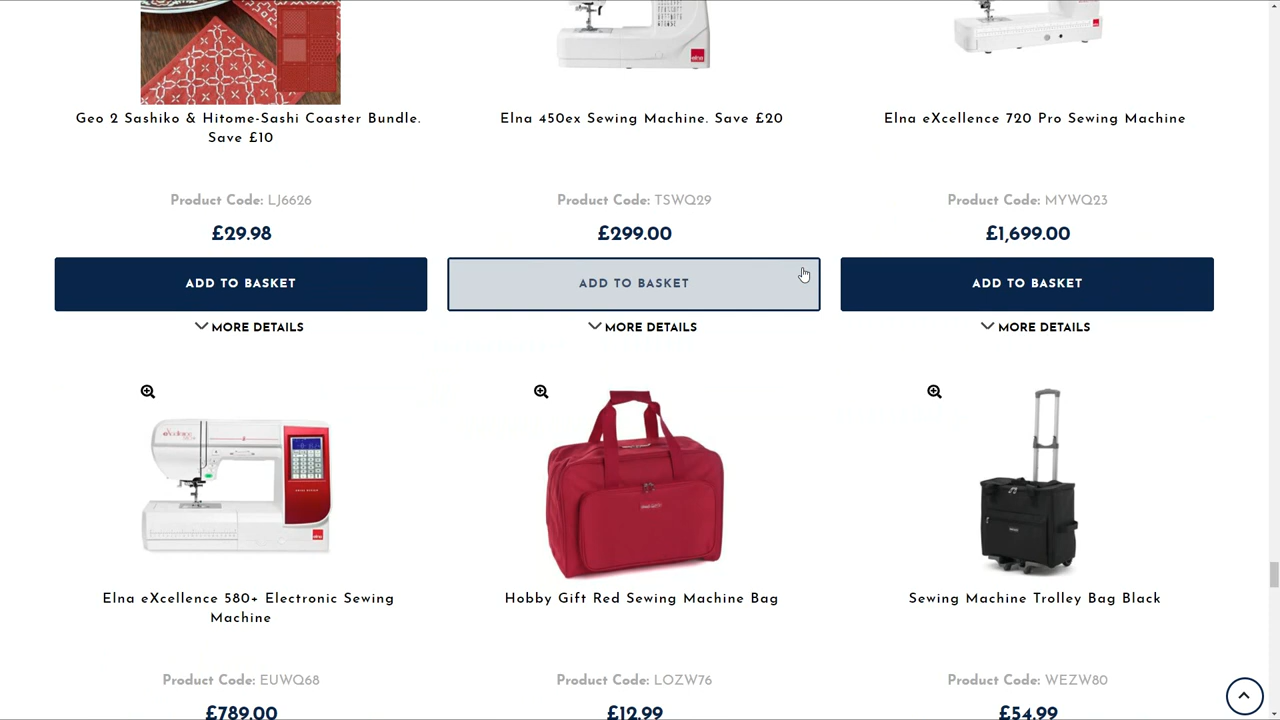 Geo 2 Sashiko & Hitome-Sashi Coaster Bundle.
Save £10
Elna 450ex Sewing Machine. Save £20
Elna eXcellence 720 Pro Sewing Machine
Product Code: LJ6626
Product Code: TSWQ29
Product Code: MYWQ23
£29.98
£299.00
£1,699.00
ADD TO BASKET
ADD TO BASKET
ADD TO BASKET
MORE DETAILS
MORE DETAILS
MORE DETAILS
elna
Elna eXcellence 580+ Electronic Sewing
Machine
Hobby Gift Red Sewing Machine Bag
Sewing Machine Trolley Bag Black
Product Code: EUWQ68
Product Code: LOZW76
Product Code: WEZW80
£789.00
£12.99
£54.99